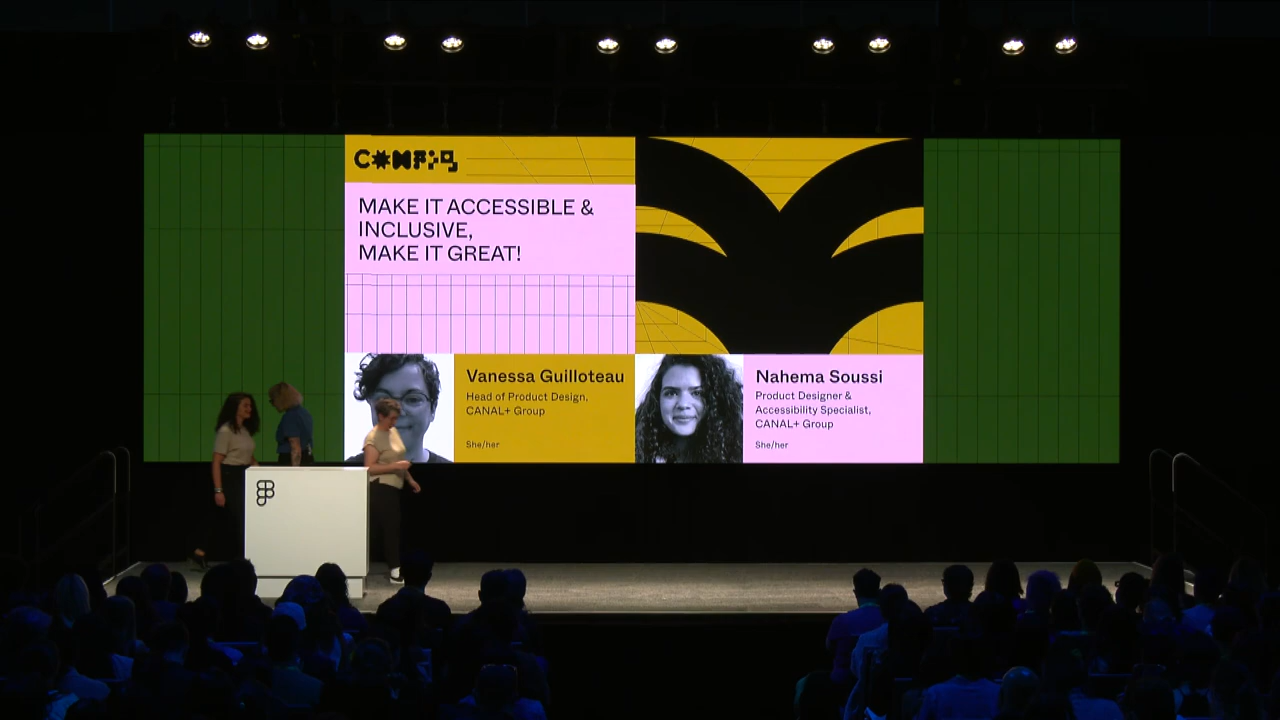 CONFIG
MAKE IT ACCESSIBLE &
INCLUSIVE,
MAKE IT GREAT!
Vanessa Guilloteau
Head of Product Design,
CANAL+ Group
She/her
Nahema Soussi
Product Designer &
Accessibility Specialist,
CANAL+ Group
She/her